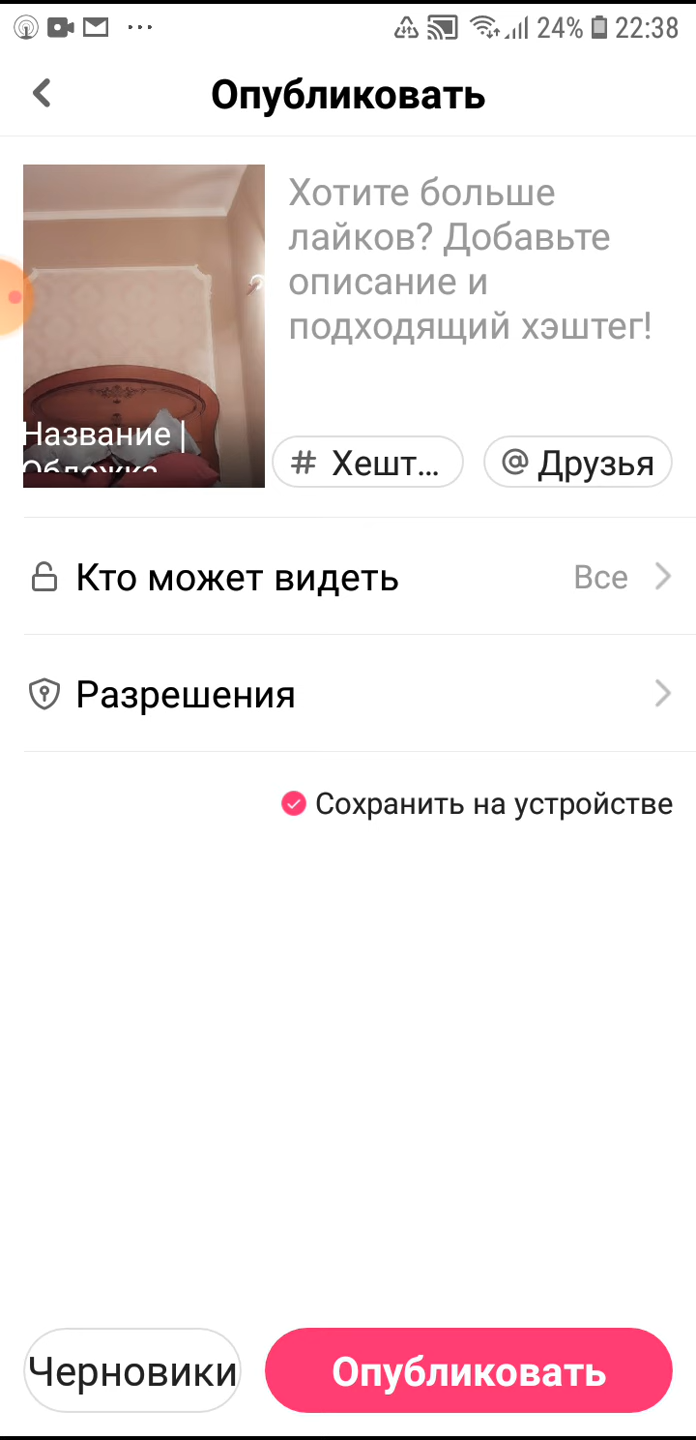 24% 22:38
Опубликовать
Хотите больше
лайков? Добавьте
описание и
подходящий хэштег!
Название |
Обложка
# Хешт...
@ Друзья
Кто может видеть
Все
Разрешения
Сохранить на устройстве
Черновики
Опубликовать